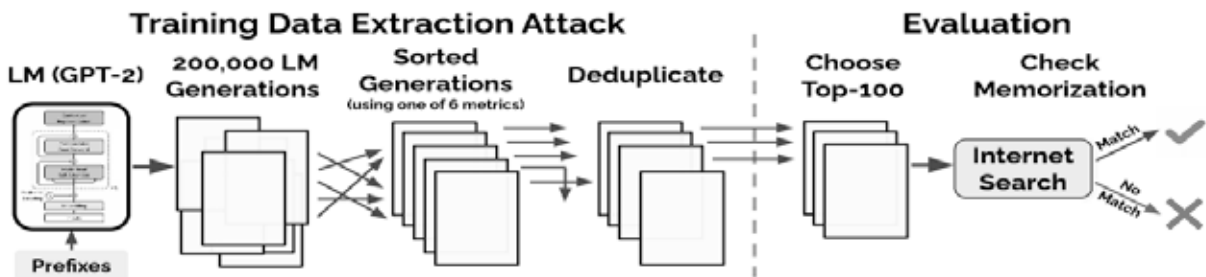 Training Data Extraction Attack
Evaluation
LM (GPT-2)
200,000 LM
Generations
Sorted
Generations
(using one of 6 metrics)
Deduplicate
Choose
Top-100
Check
Memorization
Internet
Search
Match
No
Match
Prefixes